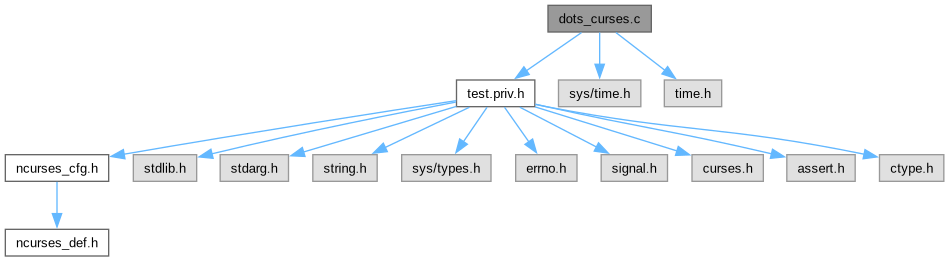 dots_curses.c
test.priv.h
sys/time.h
time.h
ncurses_cfg.h
stdlib.h
stdarg.h
string.h
sys/types.h
errno.h
signal.h
curses.h
assert.h
ctype.h
ncurses_def.h